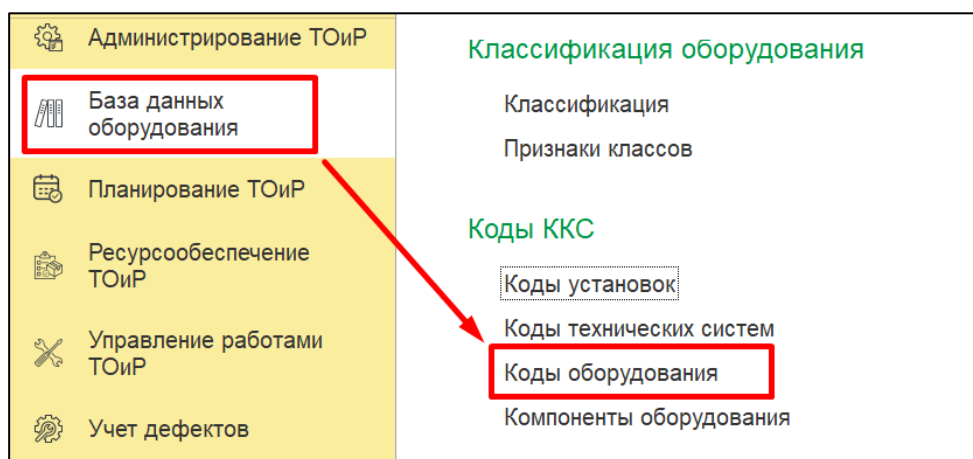 Администрирование ТОиР
База данных
оборудования
Планирование ТОиР
Ресурсообеспечение
ТОиР
Управление работами
ТОиР
Учет дефектов
Классификация оборудования
Классификация
Признаки классов
Коды ККС
Коды установок
Коды технических систем
Коды оборудования
Компоненты оборудования